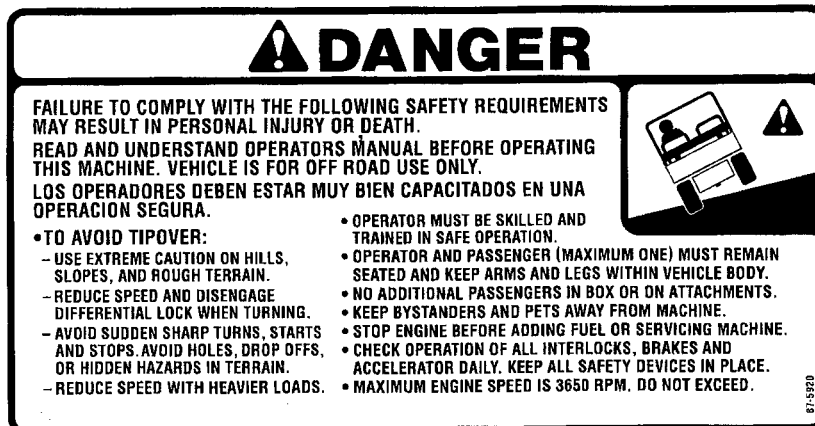 DANGER
FAILURE TO COMPLY WITH THE FOLLOWING SAFETY REQUIREMENTS
MAY RESULT IN PERSONAL INJURY OR DEATH.
READ AND UNDERSTAND OPERATORS MANUAL BEFORE OPERATING
THIS MACHINE. VEHICLE IS FOR OFF ROAD USE ONLY.
LOS OPERADORES DEBEN ESTAR MUY BIEN CAPACITADOS EN UNA
OPERACION SEGURA.
•TO AVOID TIPOVER:
– USE EXTREME CAUTION ON HILLS,
SLOPES, AND ROUGH TERRAIN.
– REDUCE SPEED AND DISENGAGE
DIFFERENTIAL LOCK WHEN TURNING.
– AVOID SUDDEN SHARP TURNS, STARTS
AND STOPS. AVOID HOLES, DROP OFFS,
OR HIDDEN HAZARDS IN TERRAIN.
– REDUCE SPEED WITH HEAVIER LOADS.
• OPERATOR MUST BE SKILLED AND
TRAINED IN SAFE OPERATION.
• OPERATOR AND PASSENGER (MAXIMUM ONE) MUST REMAIN
SEATED AND KEEP ARMS AND LEGS WITHIN VEHICLE BODY.
• NO ADDITIONAL PASSENGERS IN BOX OR ON ATTACHMENTS.
• KEEP BYSTANDERS AND PETS AWAY FROM MACHINE.
• STOP ENGINE BEFORE ADDING FUEL OR SERVICING MACHINE.
• CHECK OPERATION OF ALL INTERLOCKS, BRAKES AND
ACCELERATOR DAILY. KEEP ALL SAFETY DEVICES IN PLACE.
• MAXIMUM ENGINE SPEED IS 3650 RPM. DO NOT EXCEED.
87-5920